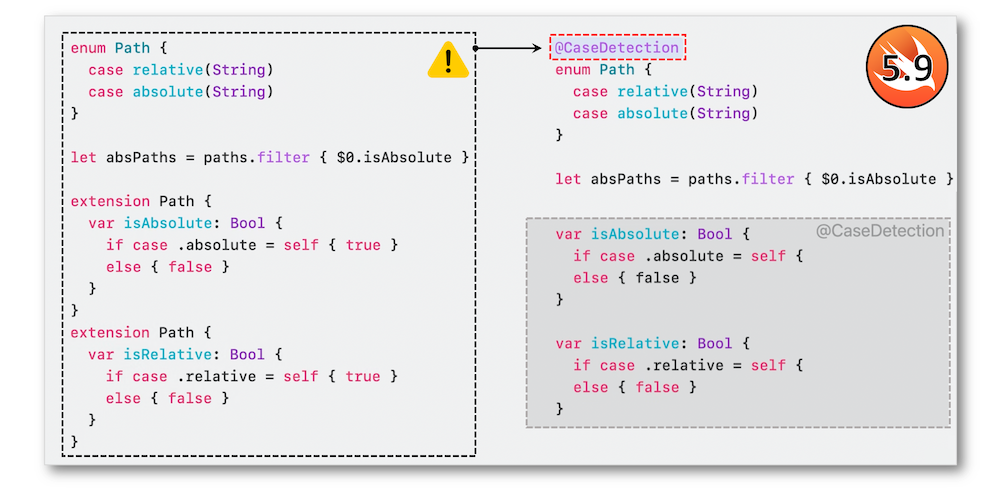 enum Path {
  case relative(String)
  case absolute(String)
}
let absPaths = paths.filter { $0.isAbsolute }
extension Path {
  var isAbsolute: Bool {
    if case .absolute = self { true }
    else { false }
  }
}
extension Path {
  var isRelative: Bool {
    if case .relative = self { true }
    else { false }
  }
}
@CaseDetection
enum Path {
  case relative(String)
  case absolute(String)
}
let absPaths = paths.filter { $0.isAbsolute }
@CaseDetection
var isAbsolute: Bool {
  if case .absolute = self {
  else { false }
}
var isRelative: Bool {
  if case .relative = self {
  else { false }
}
5.9
!